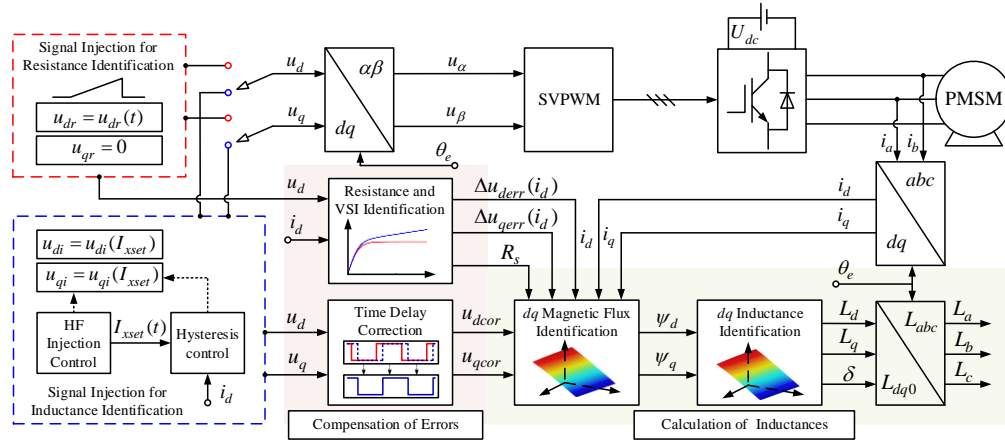 Signal Injection for
Resistance Identification
u_dr = u_dr(t)
u_qr = 0
u_d
u_q
αβ
dq
θ_e
u_α
u_β
SVPWM
U_dc
PMSM
i_a
i_b
abc
dq
i_d
i_q
θ_e
u_d
i_d
Resistance and
VSI Identification
Δu_derr(i_d)
Δu_qerr(i_d)
R_s
i_d
i_q
u_di = u_di(I_xset)
u_qi = u_qi(I_xset)
HF
Injection
Control
I_xset(t)
Hysteresis
control
i_d
Signal Injection for
Inductance Identification
u_d
u_q
Time Delay
Correction
u_dcor
u_qcor
dq Magnetic Flux
Identification
ψ_d
ψ_q
dq Inductance
Identification
L_d
L_q
δ
L_abc
L_dq0
L_a
L_b
L_c
Compensation of Errors
Calculation of Inductances